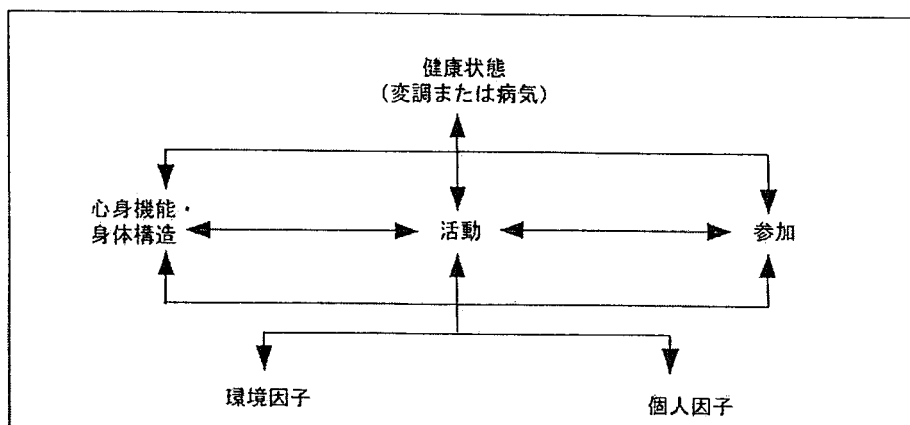 健康状態
(変調または病気)
心身機能・
身体構造
活動
参加
環境因子
個人因子